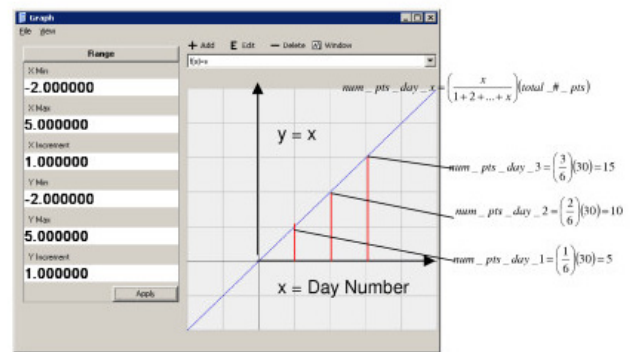 Graph
File View
Range
X Min
-2.000000
X Max
5.000000
X Increment
1.000000
Y Min
-2.000000
Y Max
5.000000
Y Increment
1.000000
Apply
+ Add E Edit — Delete Window
f(x)=x
y = x
x = Day Number
num_pts_day_x = (x / 1+2+...+x)(total_#_pts)
num_pts_day_3 = (3/6)(30) = 15
num_pts_day_2 = (2/6)(30) = 10
num_pts_day_1 = (1/6)(30) = 5